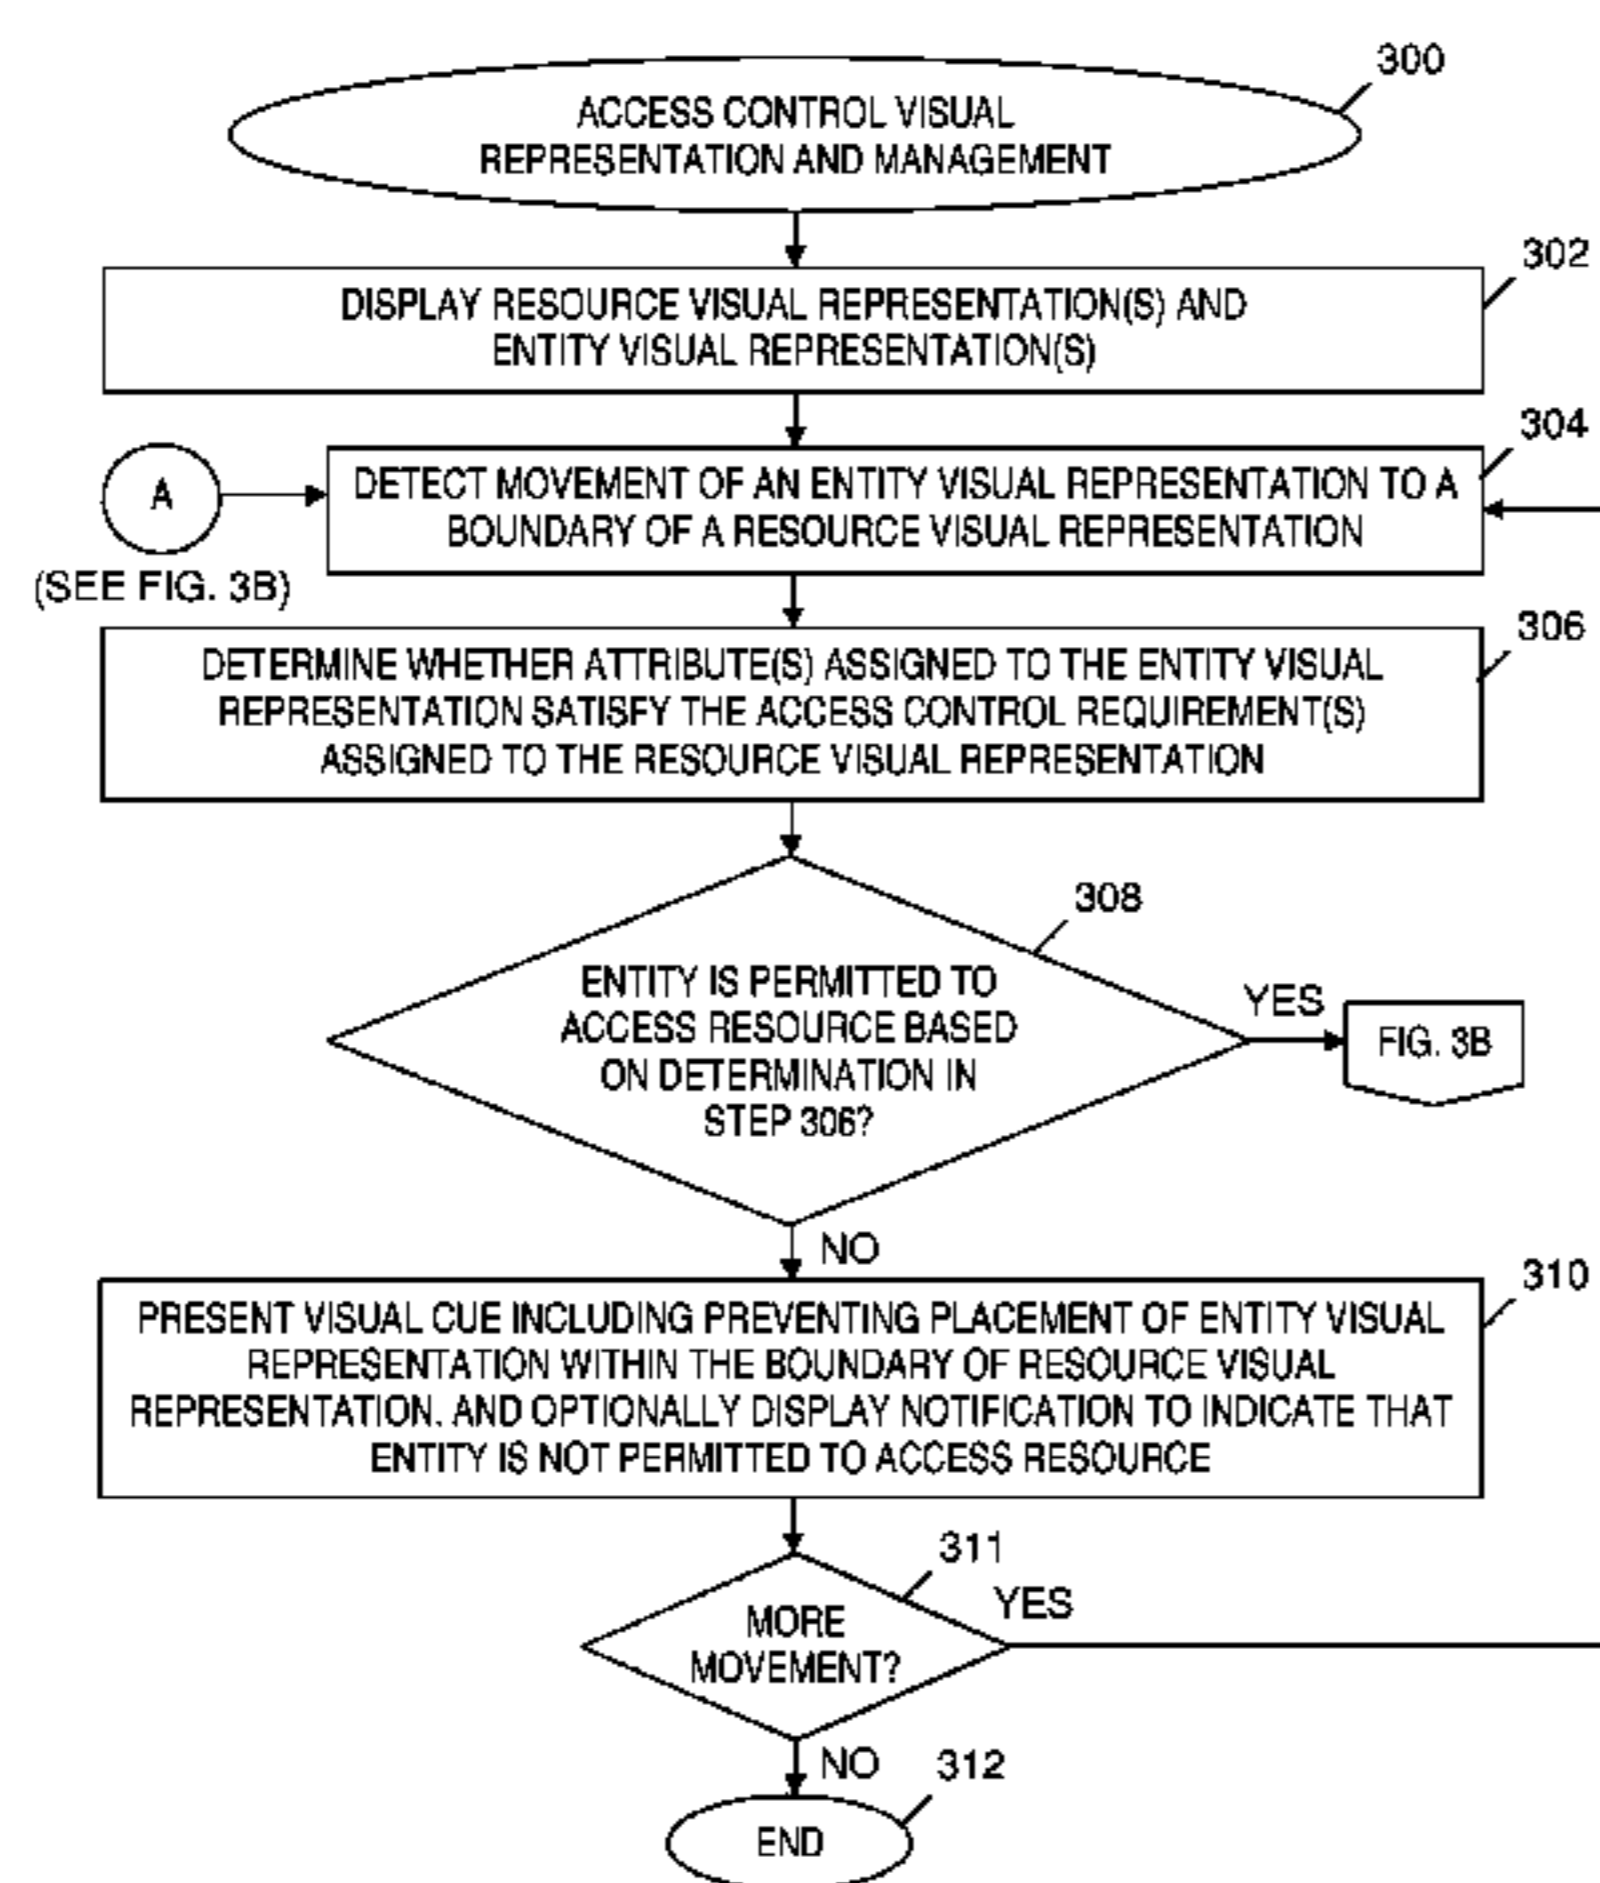 300
ACCESS CONTROL VISUAL
REPRESENTATION AND MANAGEMENT
302
DISPLAY RESOURCE VISUAL REPRESENTATION(S) AND
ENTITY VISUAL REPRESENTATION(S)
304
A
(SEE FIG. 3B)
DETECT MOVEMENT OF AN ENTITY VISUAL REPRESENTATION TO A
BOUNDARY OF A RESOURCE VISUAL REPRESENTATION
306
DETERMINE WHETHER ATTRIBUTE(S) ASSIGNED TO THE ENTITY VISUAL
REPRESENTATION SATISFY THE ACCESS CONTROL REQUIREMENT(S)
ASSIGNED TO THE RESOURCE VISUAL REPRESENTATION
308
ENTITY IS PERMITTED TO
ACCESS RESOURCE BASED
ON DETERMINATION IN
STEP 306?
YES
FIG. 3B
NO
310
PRESENT VISUAL CUE INCLUDING PREVENTING PLACEMENT OF ENTITY VISUAL
REPRESENTATION WITHIN THE BOUNDARY OF RESOURCE VISUAL
REPRESENTATION, AND OPTIONALLY DISPLAY NOTIFICATION TO INDICATE THAT
ENTITY IS NOT PERMITTED TO ACCESS RESOURCE
311
MORE
MOVEMENT?
YES
NO
312
END